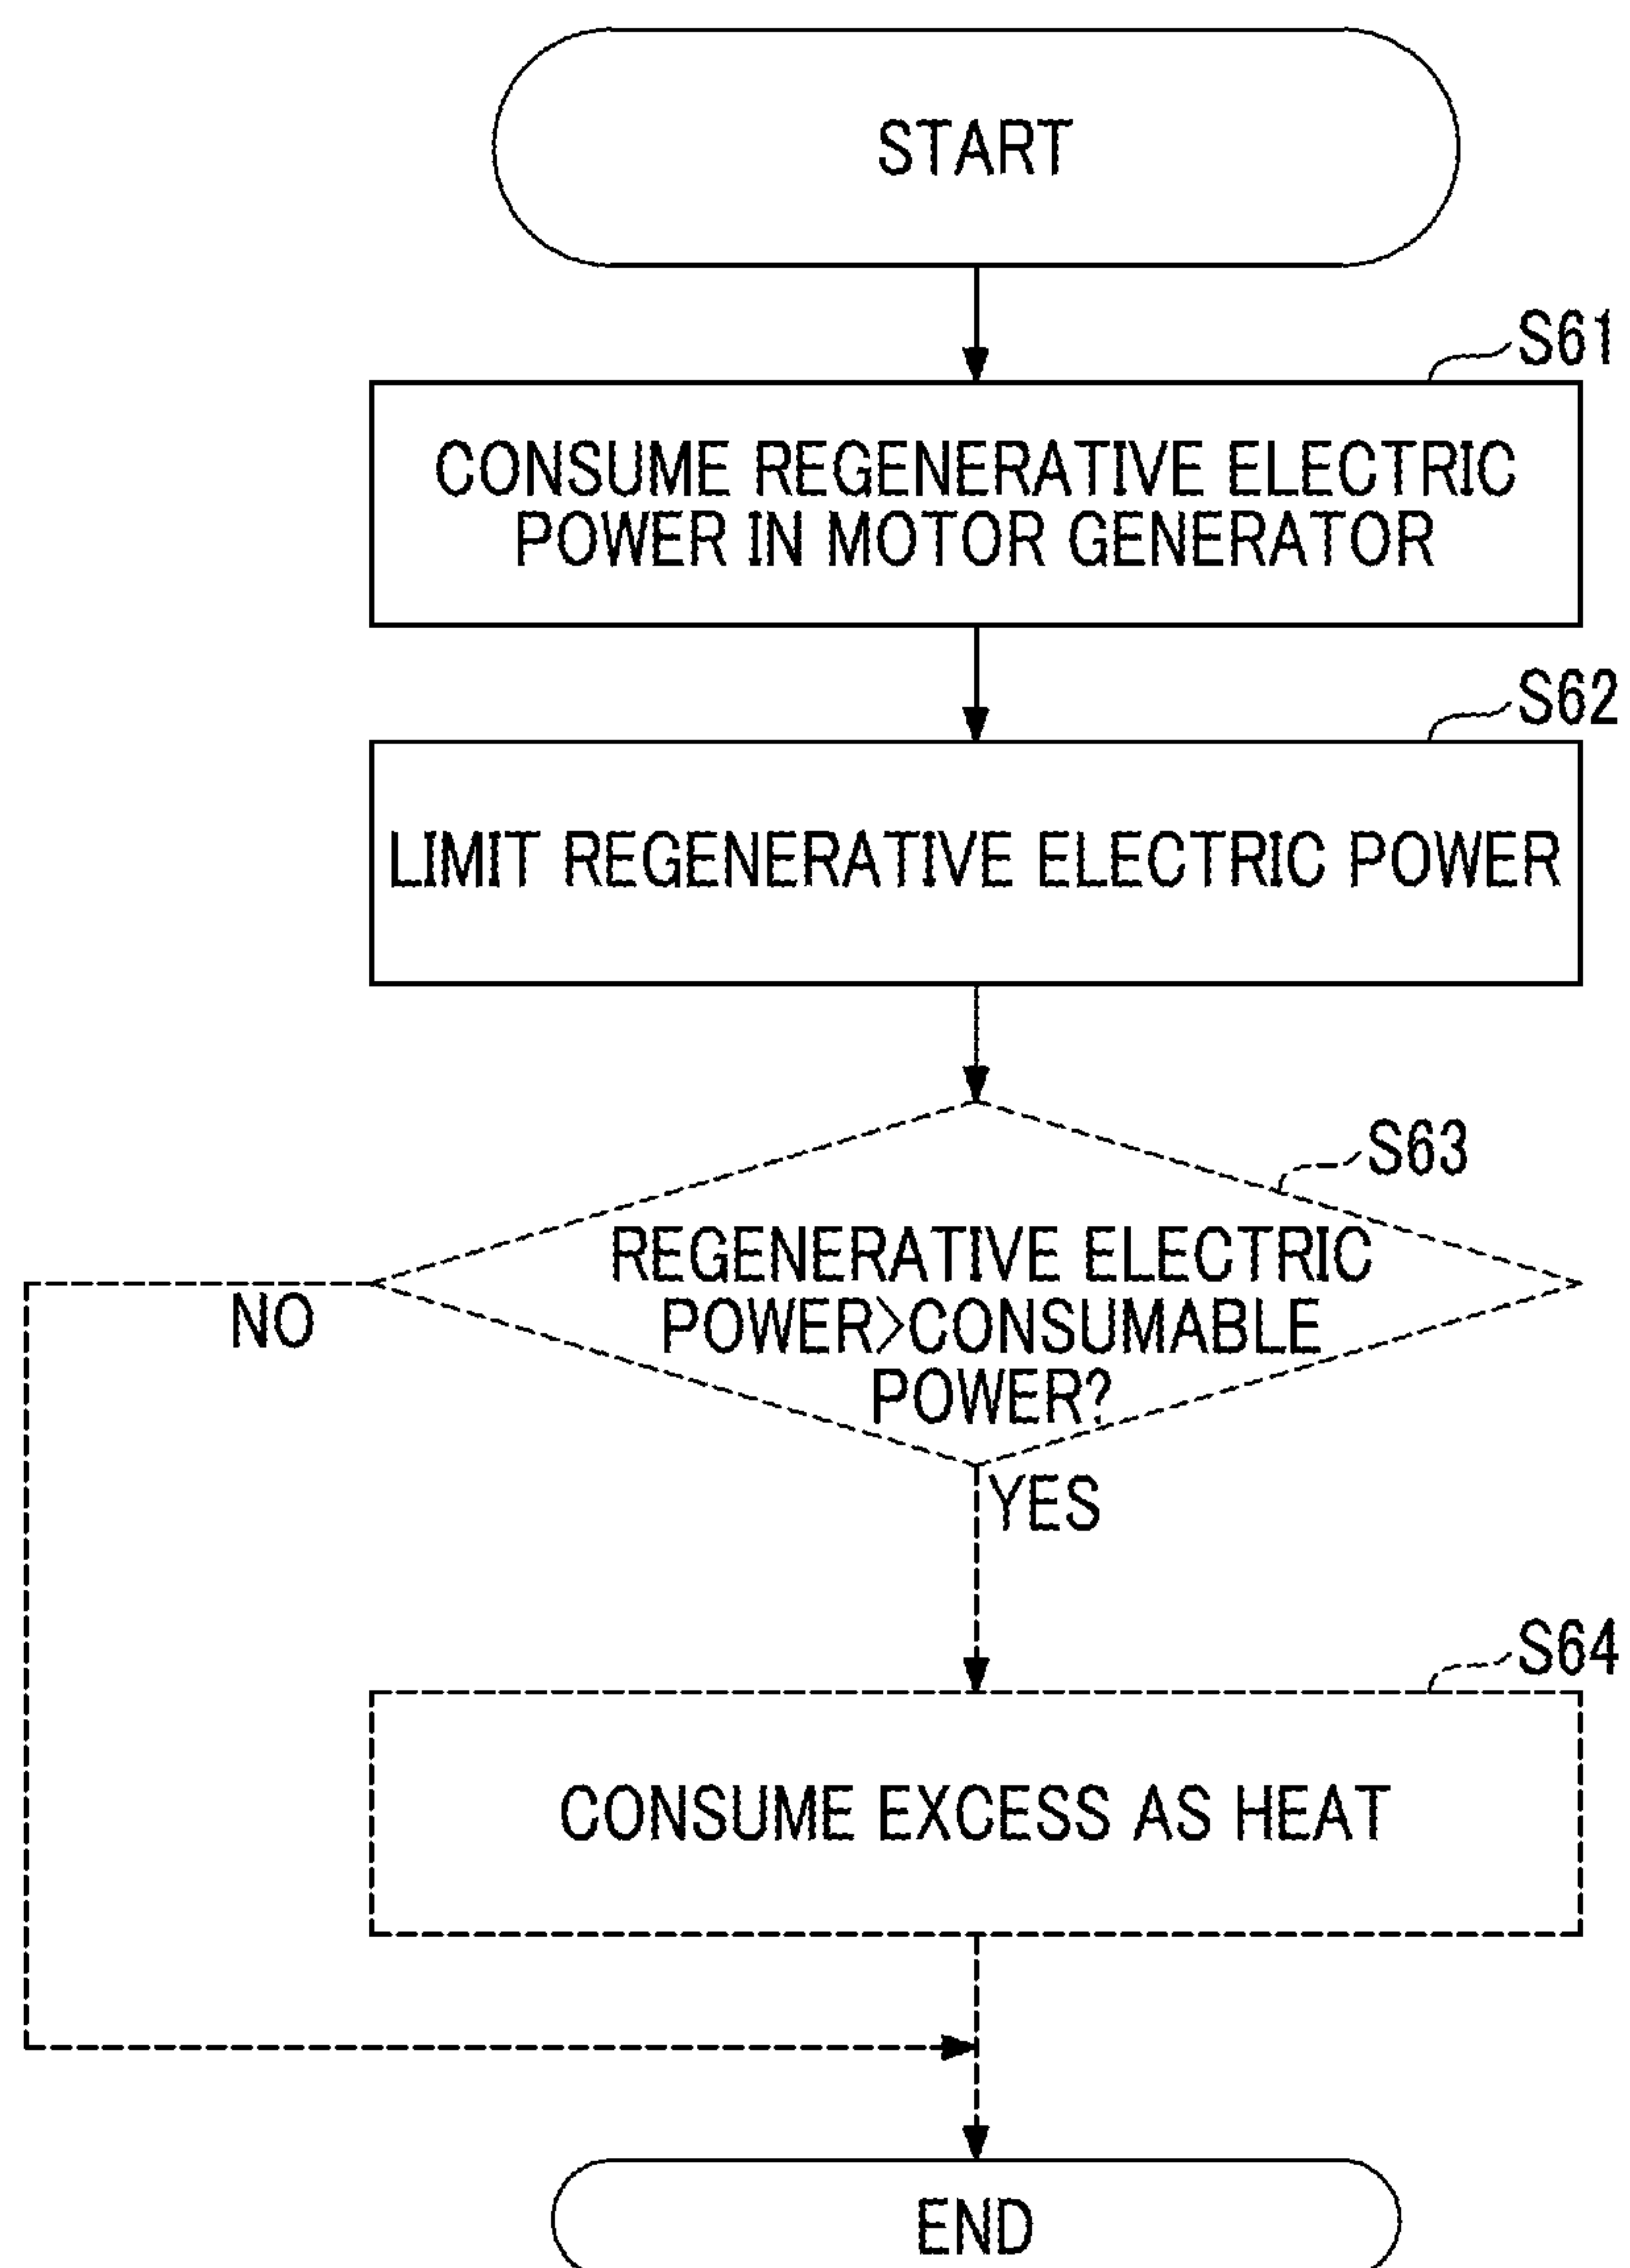 START
S61
CONSUME REGENERATIVE ELECTRIC
POWER IN MOTOR GENERATOR
S62
LIMIT REGENERATIVE ELECTRIC POWER
S63
REGENERATIVE ELECTRIC
POWER>CONSUMABLE
POWER?
NO
YES
S64
CONSUME EXCESS AS HEAT
END